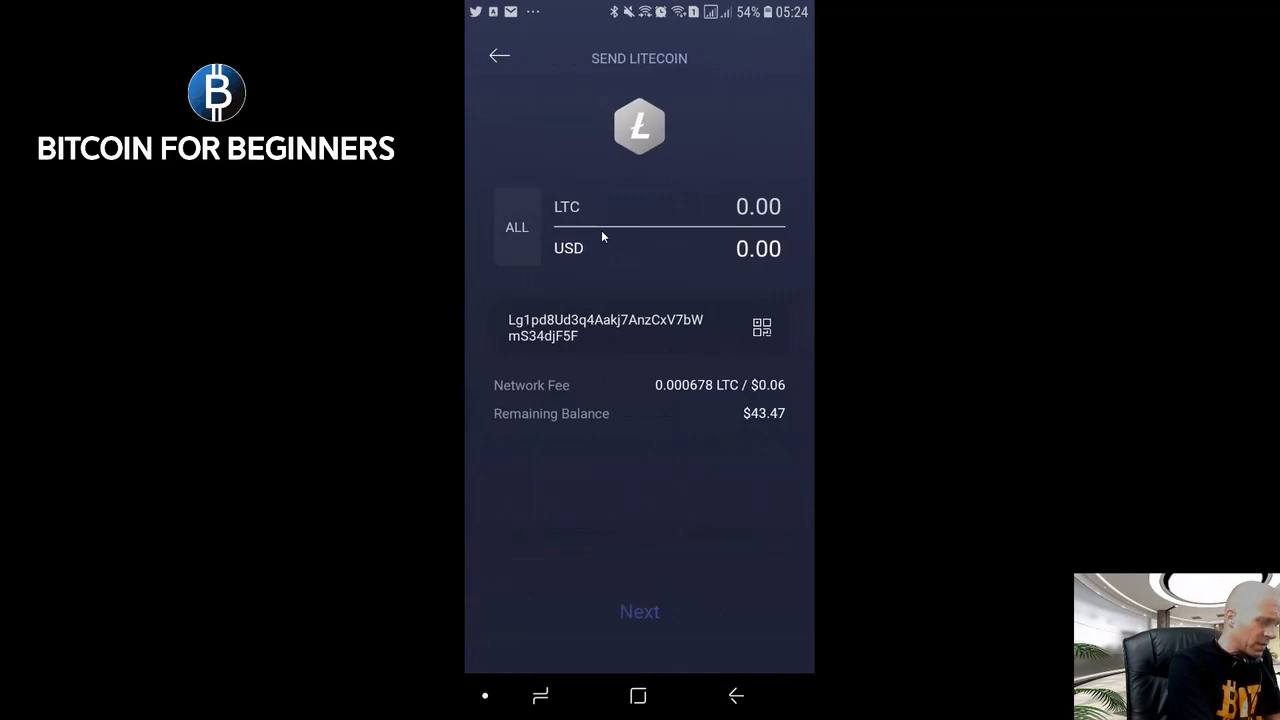 54% 05:24
SEND LITECOIN
BITCOIN FOR BEGINNERS
ALL
LTC 0.00
USD 0.00
Lg1pd8Ud3q4Aakj7AnzCxV7bW
mS34djF5F
Network Fee 0.000678 LTC / $0.06
Remaining Balance $43.47
Next
BIT